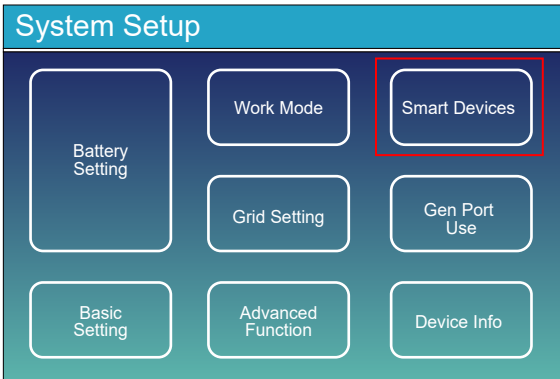 System Setup
Battery
Setting
Work Mode
Smart Devices
Grid Setting
Gen Port
Use
Basic
Setting
Advanced
Function
Device Info